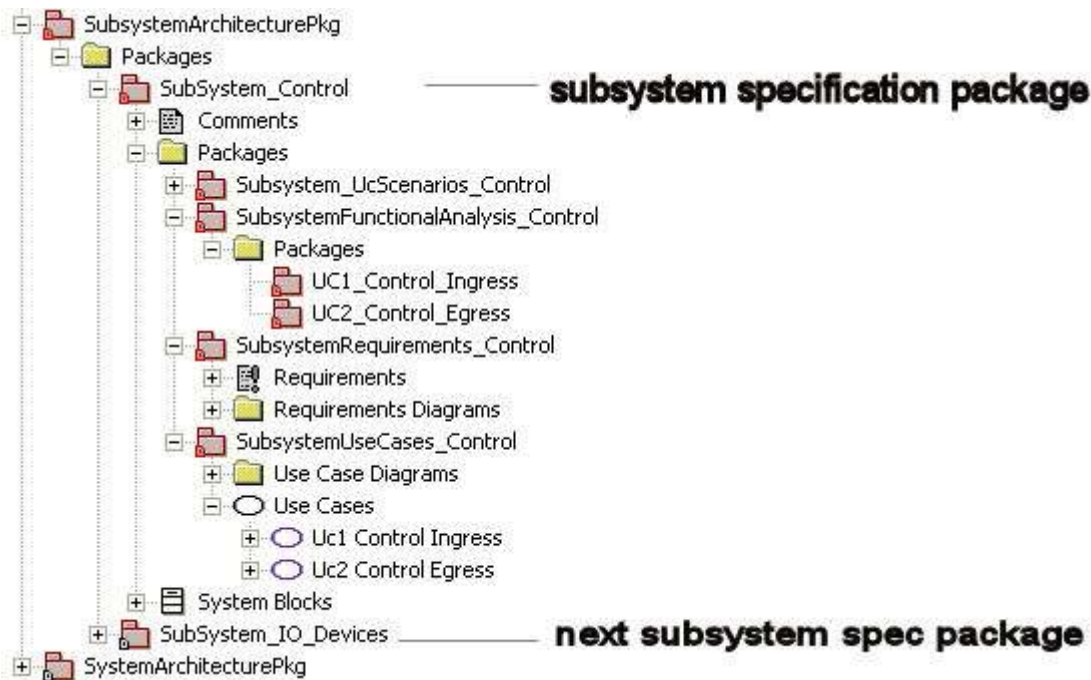 SubsystemArchitecturePkg
Packages
SubSystem_Control subsystem specification package
Comments
Packages
Subsystem_UcScenarios_Control
SubsystemFunctionalAnalysis_Control
Packages
UC1_Control_Ingress
UC2_Control_Egress
SubsystemRequirements_Control
Requirements
Requirements Diagrams
SubsystemUseCases_Control
Use Case Diagrams
Use Cases
Uc1 Control Ingress
Uc2 Control Egress
System Blocks
SubSystem_IO_Devices next subsystem spec package
SystemArchitecturePkg